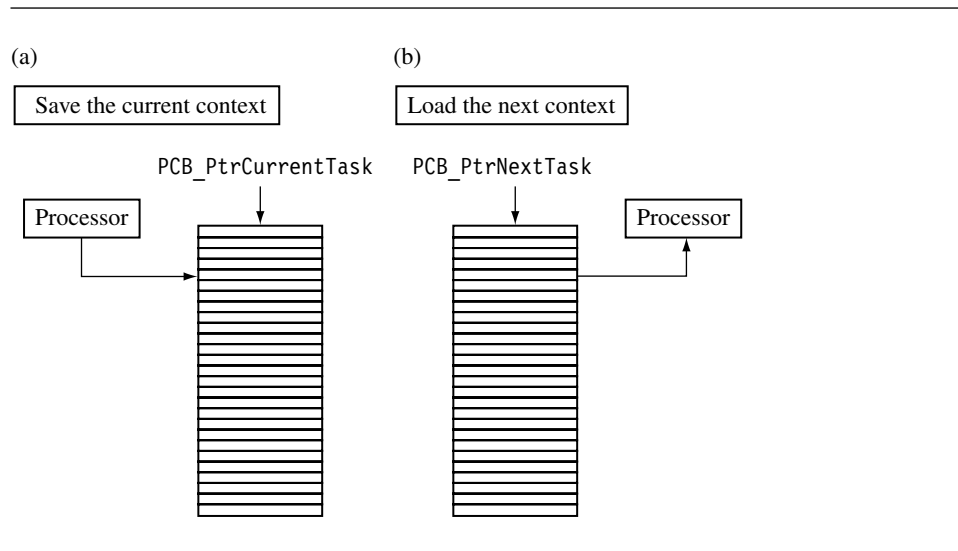 (a)
(b)
Save the current context
Load the next context
PCB_PtrCurrentTask
PCB_PtrNextTask
Processor
Processor